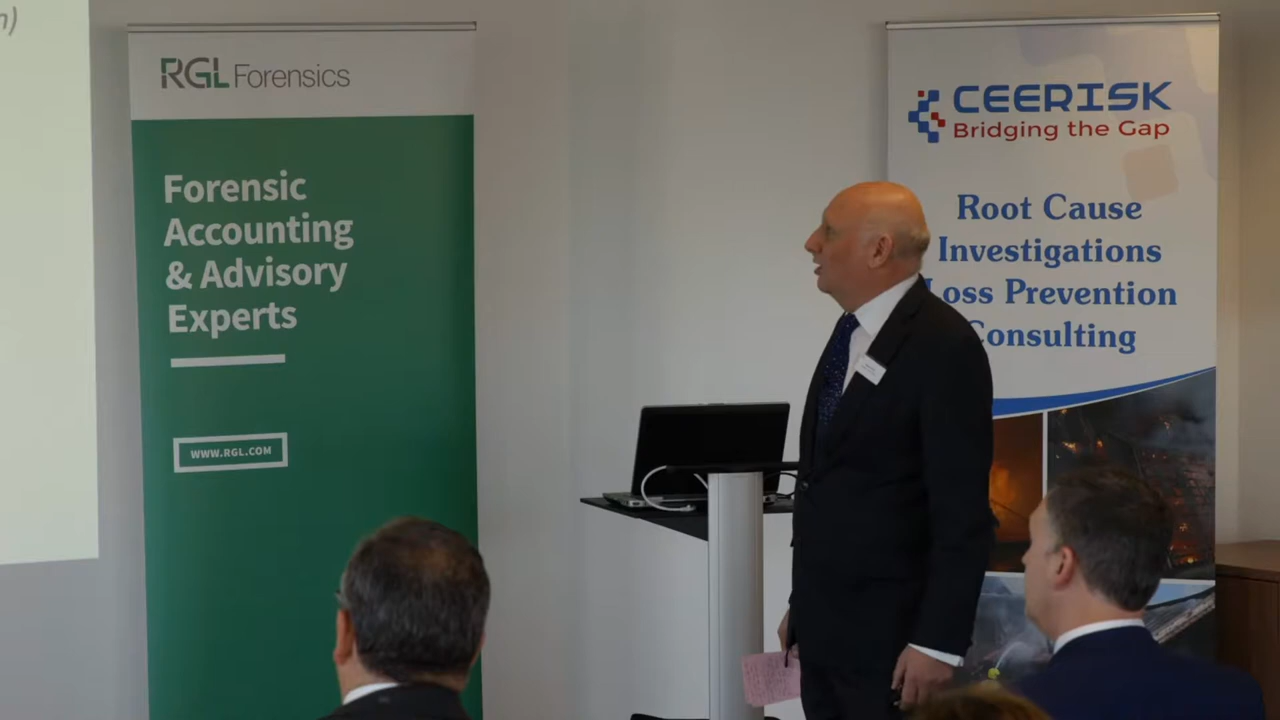 RGL Forensics
Forensic
Accounting
& Advisory
Experts
WWW.RGL.COM
CEERISK
Bridging the Gap
Root Cause
Investigations
Loss Prevention
Consulting